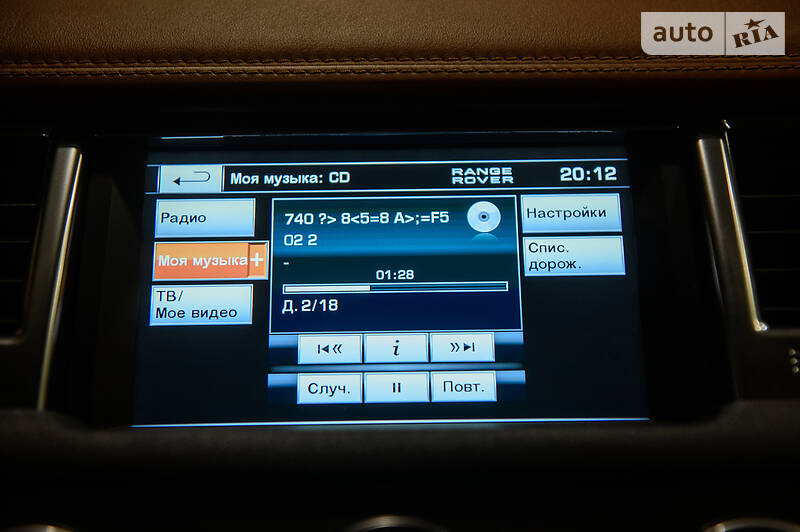 auto RIA
Моя музыка: CD
RANGE ROVER
20:12
Радио
Моя музыка +
ТВ/
Мое видео
740 ?> 8<5=8 A>;=F5
02 2
-
01:28
Д. 2/18
Настройки
Спис.
дорож.
i
Случ.
Повт.